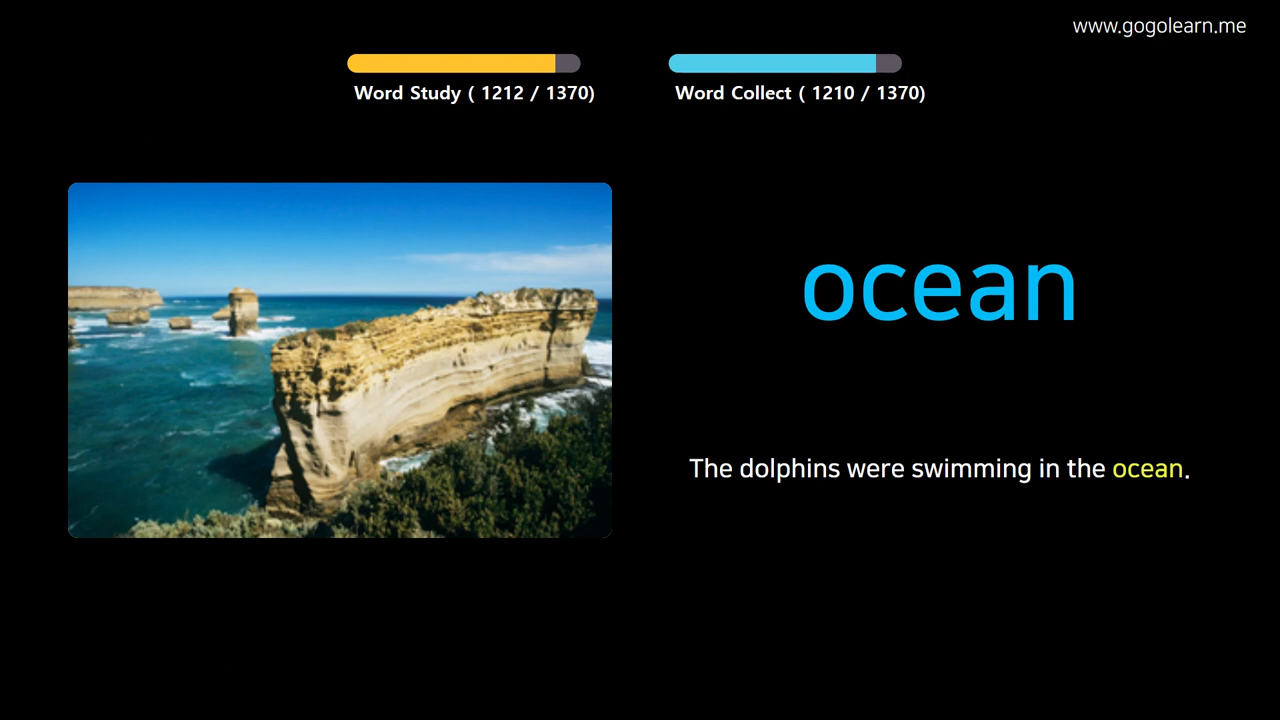 www.gogolearn.me
Word Study ( 1212 / 1370)
Word Collect ( 1210 / 1370)
ocean
The dolphins were swimming in the ocean.